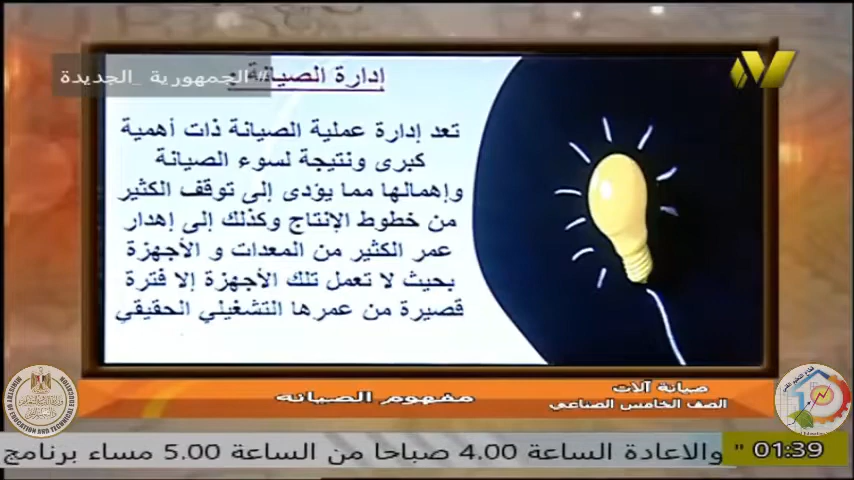 # الجمهورية _الجديدة
إدارة الصيانة :
تعد إدارة عملية الصيانة ذات أهمية
كبرى ونتيجة لسوء الصيانة
وإهمالها مما يؤدى إلى توقف الكثير
من خطوط الإنتاج وكذلك إلى إهدار
عمر الكثير من المعدات و الأجهزة
بحيث لا تعمل تلك الأجهزة إلا فترة
قصيرة من عمرها التشغيلي الحقيقي
صيانة آلات
الصف الخامس الصناعي
مفهوم الصيانه
01:39
" والاعادة الساعة 4.00 صباحا من الساعة 5.00 مساء برنامج